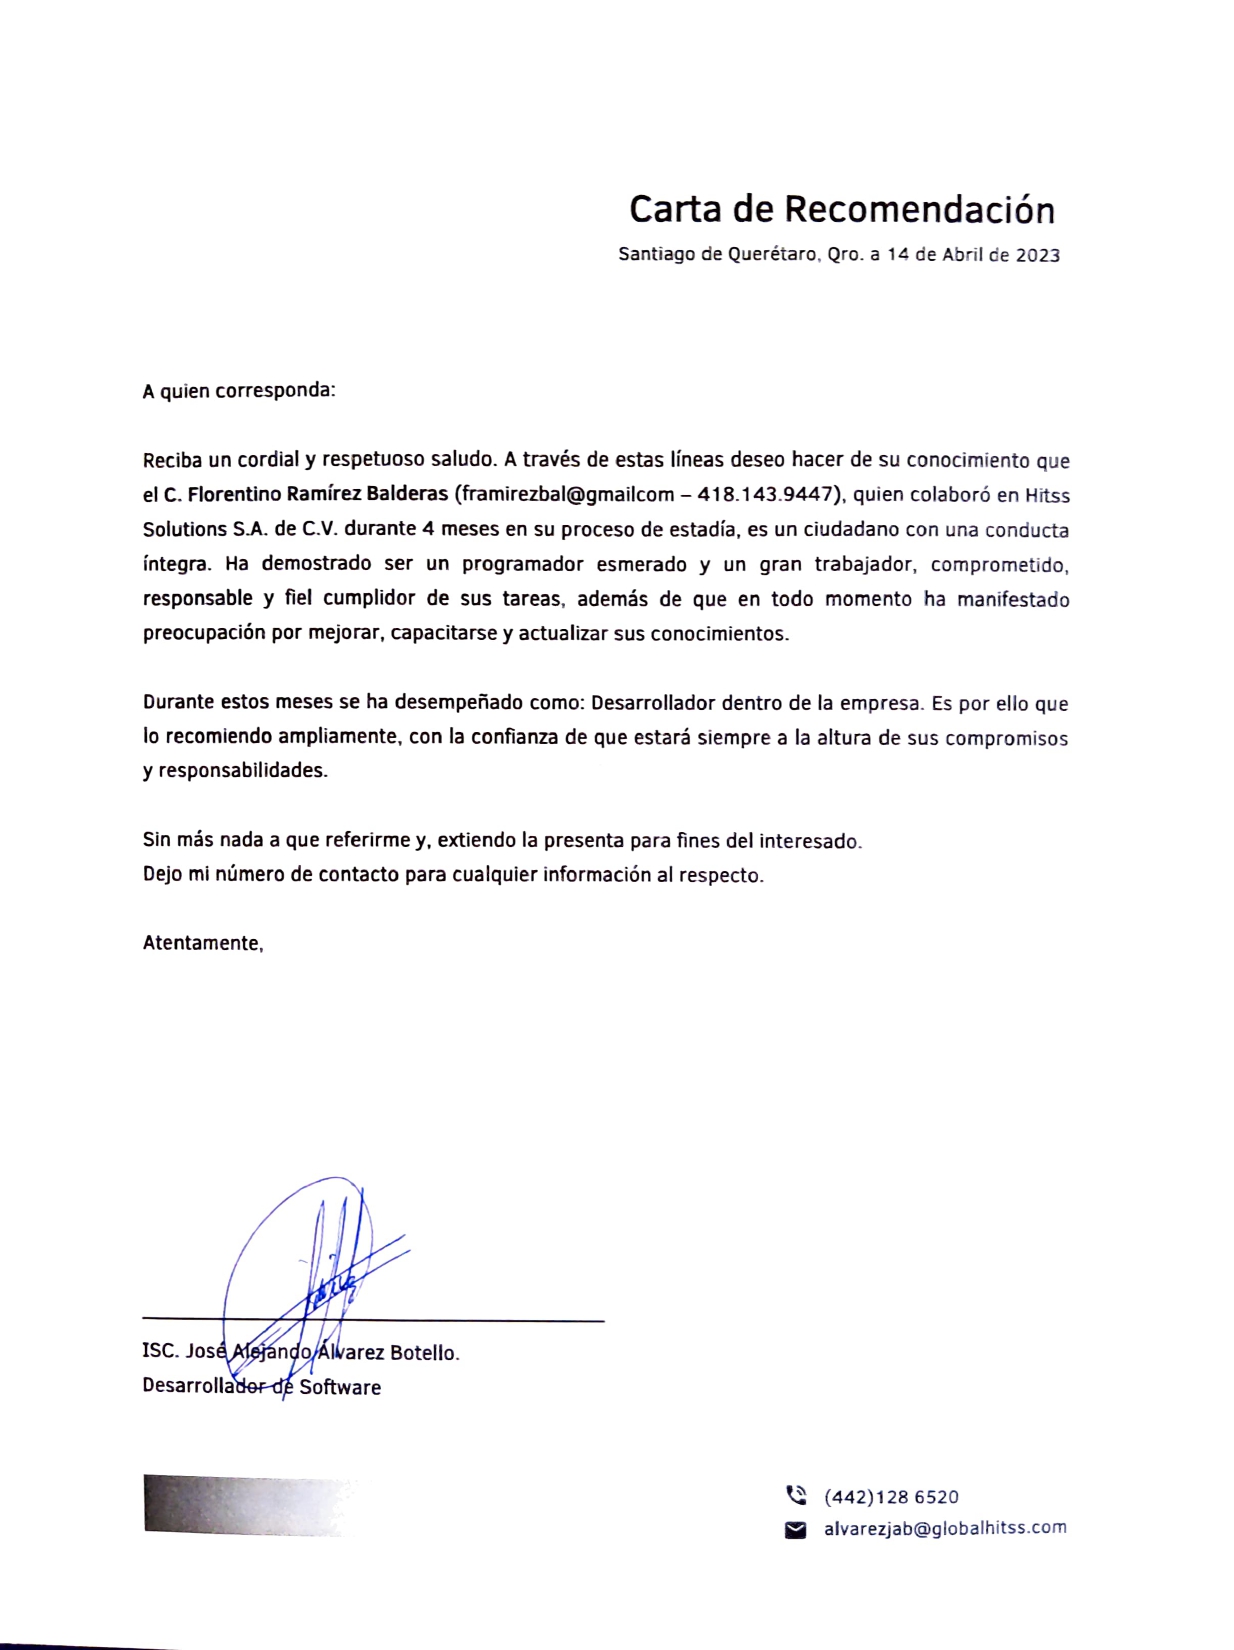 Carta de Recomendación
Santiago de Querétaro, Qro. a 14 de Abril de 2023
A quien corresponda:
Reciba un cordial y respetuoso saludo. A través de estas líneas deseo hacer de su conocimiento que
el C. Florentino Ramírez Balderas (framirezbal@gmailcom – 418.143.9447), quien colaboró en Hitss
Solutions S.A. de C.V. durante 4 meses en su proceso de estadía, es un ciudadano con una conducta
íntegra. Ha demostrado ser un programador esmerado y un gran trabajador, comprometido,
responsable y fiel cumplidor de sus tareas, además de que en todo momento ha manifestado
preocupación por mejorar, capacitarse y actualizar sus conocimientos.
Durante estos meses se ha desempeñado como: Desarrollador dentro de la empresa. Es por ello que
lo recomiendo ampliamente, con la confianza de que estará siempre a la altura de sus compromisos
y responsabilidades.
Sin más nada a que referirme y, extiendo la presenta para fines del interesado.
Dejo mi número de contacto para cualquier información al respecto.
Atentamente,
ISC. José Alejando Álvarez Botello.
Desarrollador de Software
(442)128 6520
alvarezjab@globalhitss.com